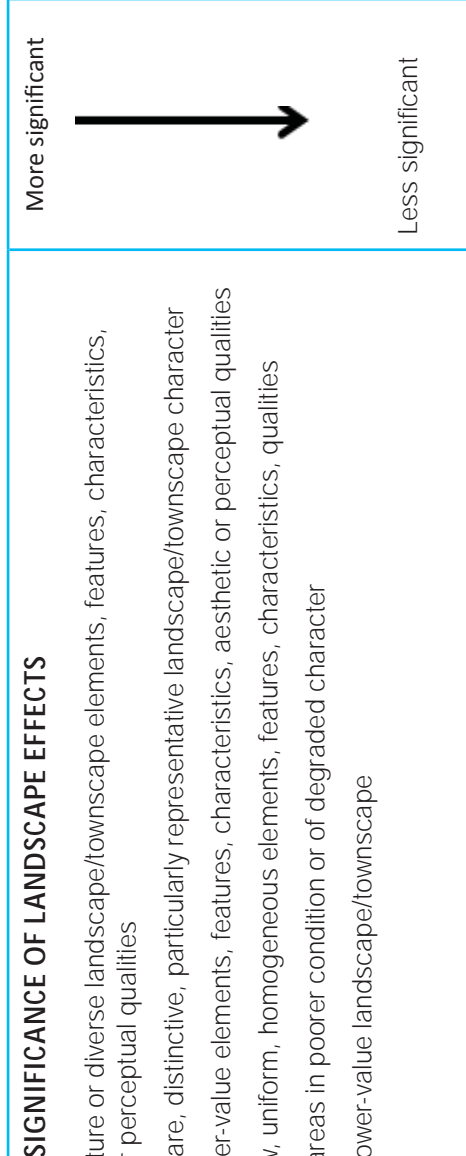 SIGNIFICANCE OF LANDSCAPE EFFECTS
ture or diverse landscape/townscape elements, features, characteristics,
r perceptual qualities
are, distinctive, particularly representative landscape/townscape character
er-value elements, features, characteristics, aesthetic or perceptual qualities
w, uniform, homogeneous elements, features, characteristics, qualities
areas in poorer condition or of degraded character
ower-value landscape/townscape
More significant
Less significant